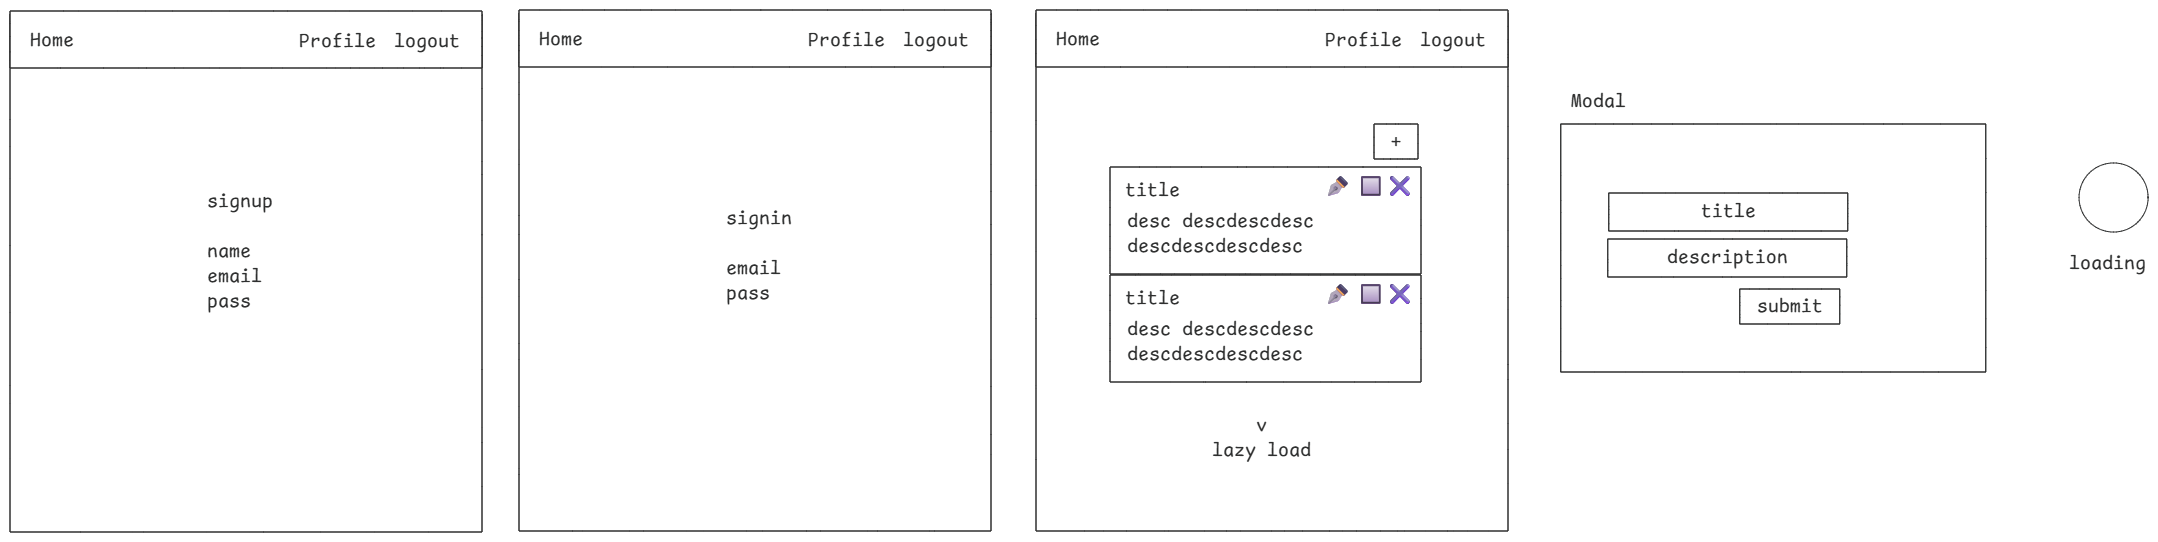 Home Profile logout
signup
name
email
pass
Home Profile logout
signin
email
pass
Home Profile logout
+
title
desc descdescdesc
descdescdescdesc
title
desc descdescdesc
descdescdescdesc
v
lazy load
Modal
title
description
submit
loading